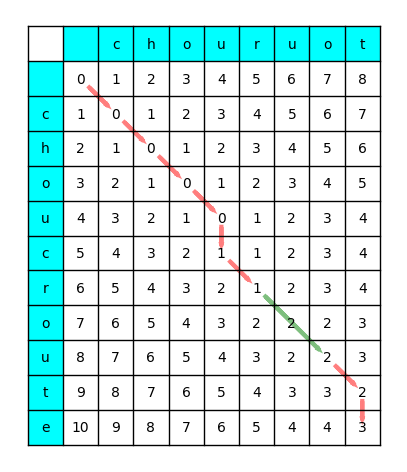 c h o u r u o t
0 1 2 3 4 5 6 7 8
c 1 0 1 2 3 4 5 6 7
h 2 1 0 1 2 3 4 5 6
o 3 2 1 0 1 2 3 4 5
u 4 3 2 1 0 1 2 3 4
c 5 4 3 2 1 1 2 3 4
r 6 5 4 3 2 1 2 3 4
o 7 6 5 4 3 2 2 2 3
u 8 7 6 5 4 3 2 2 3
t 9 8 7 6 5 4 3 3 2
e 10 9 8 7 6 5 4 4 3